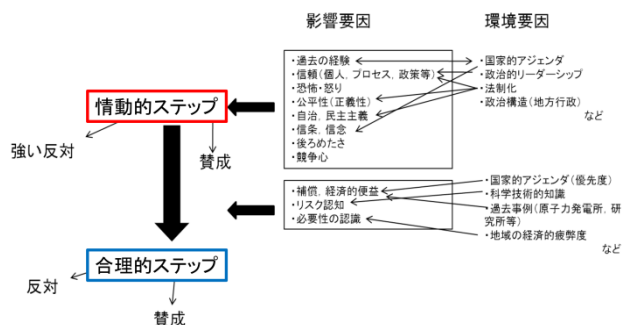 影響要因
環境要因
・過去の経験
・信頼(個人, プロセス, 政策等)
・恐怖・怒り
・公平性(正義性)
・自治, 民主主義
・信条, 信念
・後ろめたさ
・競争心
・国家的アジェンダ
・政治的リーダーシップ
・法制化
・政治構造(地方行政)
など
情動的ステップ
強い反対
賛成
・補償, 経済的便益
・リスク認知
・必要性の認識
・国家的アジェンダ(優先度)
・科学技術的知識
・過去事例(原子力発電所, 研
究所等)
・地域の経済的疲弊度
など
合理的ステップ
反対
賛成